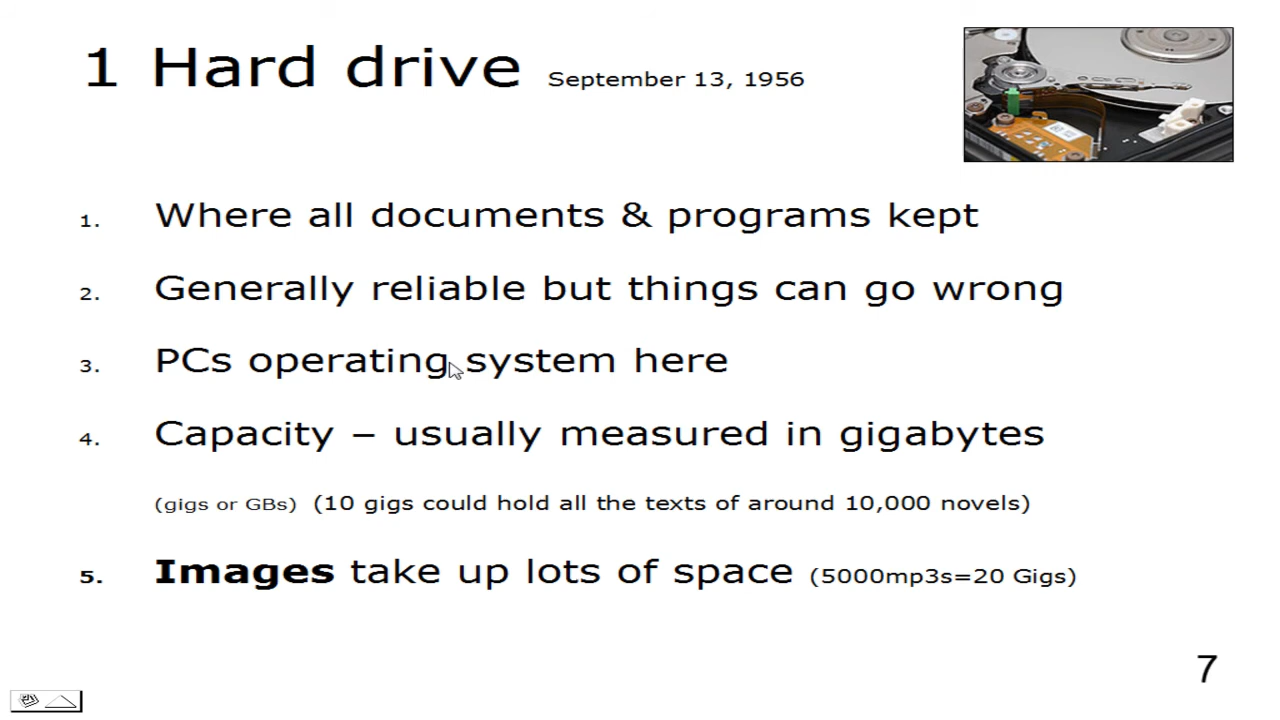 1 Hard drive September 13, 1956
1. Where all documents & programs kept
2. Generally reliable but things can go wrong
3. PCs operating system here
4. Capacity – usually measured in gigabytes
(gigs or GBs) (10 gigs could hold all the texts of around 10,000 novels)
5. Images take up lots of space (5000mp3s=20 Gigs)
7